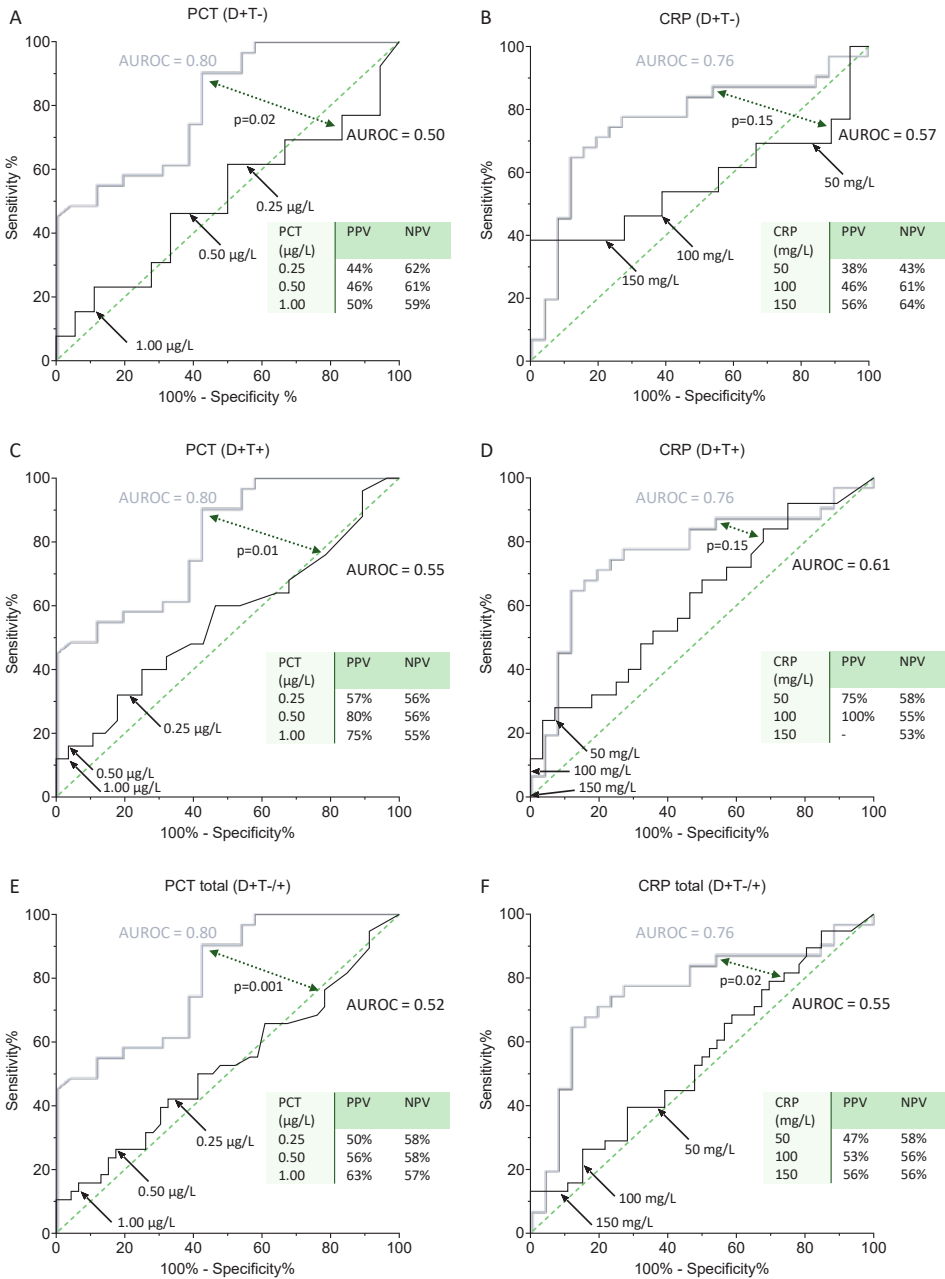 A
PCT (D+T-)
AUROC = 0.80
p=0.02
AUROC = 0.50
0.25 µg/L
0.50 µg/L
1.00 µg/L
PCT PPV NPV
(µg/L)
0.25 44% 62%
0.50 46% 61%
1.00 50% 59%
Sensitivity %
100
80
60
40
20
0
0 20 40 60 80 100
100% - Specificity %
B
CRP (D+T-)
AUROC = 0.76
p=0.15
AUROC = 0.57
50 mg/L
100 mg/L
150 mg/L
CRP PPV NPV
(mg/L)
50 38% 43%
100 46% 61%
150 56% 64%
Sensitivity%
100
80
60
40
20
0
0 20 40 60 80 100
100% - Specificity%
C
PCT (D+T+)
AUROC = 0.80
p=0.01
AUROC = 0.55
0.25 µg/L
0.50 µg/L
1.00 µg/L
PCT PPV NPV
(µg/L)
0.25 57% 56%
0.50 80% 56%
1.00 75% 55%
Sensitivity%
100
80
60
40
20
0
0 20 40 60 80 100
100% - Specificity%
D
CRP (D+T+)
AUROC = 0.76
p=0.15
AUROC = 0.61
50 mg/L
100 mg/L
150 mg/L
CRP PPV NPV
(mg/L)
50 75% 58%
100 100% 55%
150 - 53%
Sensitivity%
100
80
60
40
20
0
0 20 40 60 80 100
100% - Specificity%
E
PCT total (D+T-/+)
AUROC = 0.80
p=0.001
AUROC = 0.52
0.25 µg/L
0.50 µg/L
1.00 µg/L
PCT PPV NPV
(µg/L)
0.25 50% 58%
0.50 56% 58%
1.00 63% 57%
Sensitivity%
100
80
60
40
20
0
0 20 40 60 80 100
100% - Specificity%
F
CRP total (D+T-/+)
AUROC = 0.76
p=0.02
AUROC = 0.55
50 mg/L
100 mg/L
150 mg/L
CRP PPV NPV
(mg/L)
50 47% 58%
100 53% 56%
150 56% 56%
Sensitivity%
100
80
60
40
20
0
0 20 40 60 80 100
100% - Specificity%